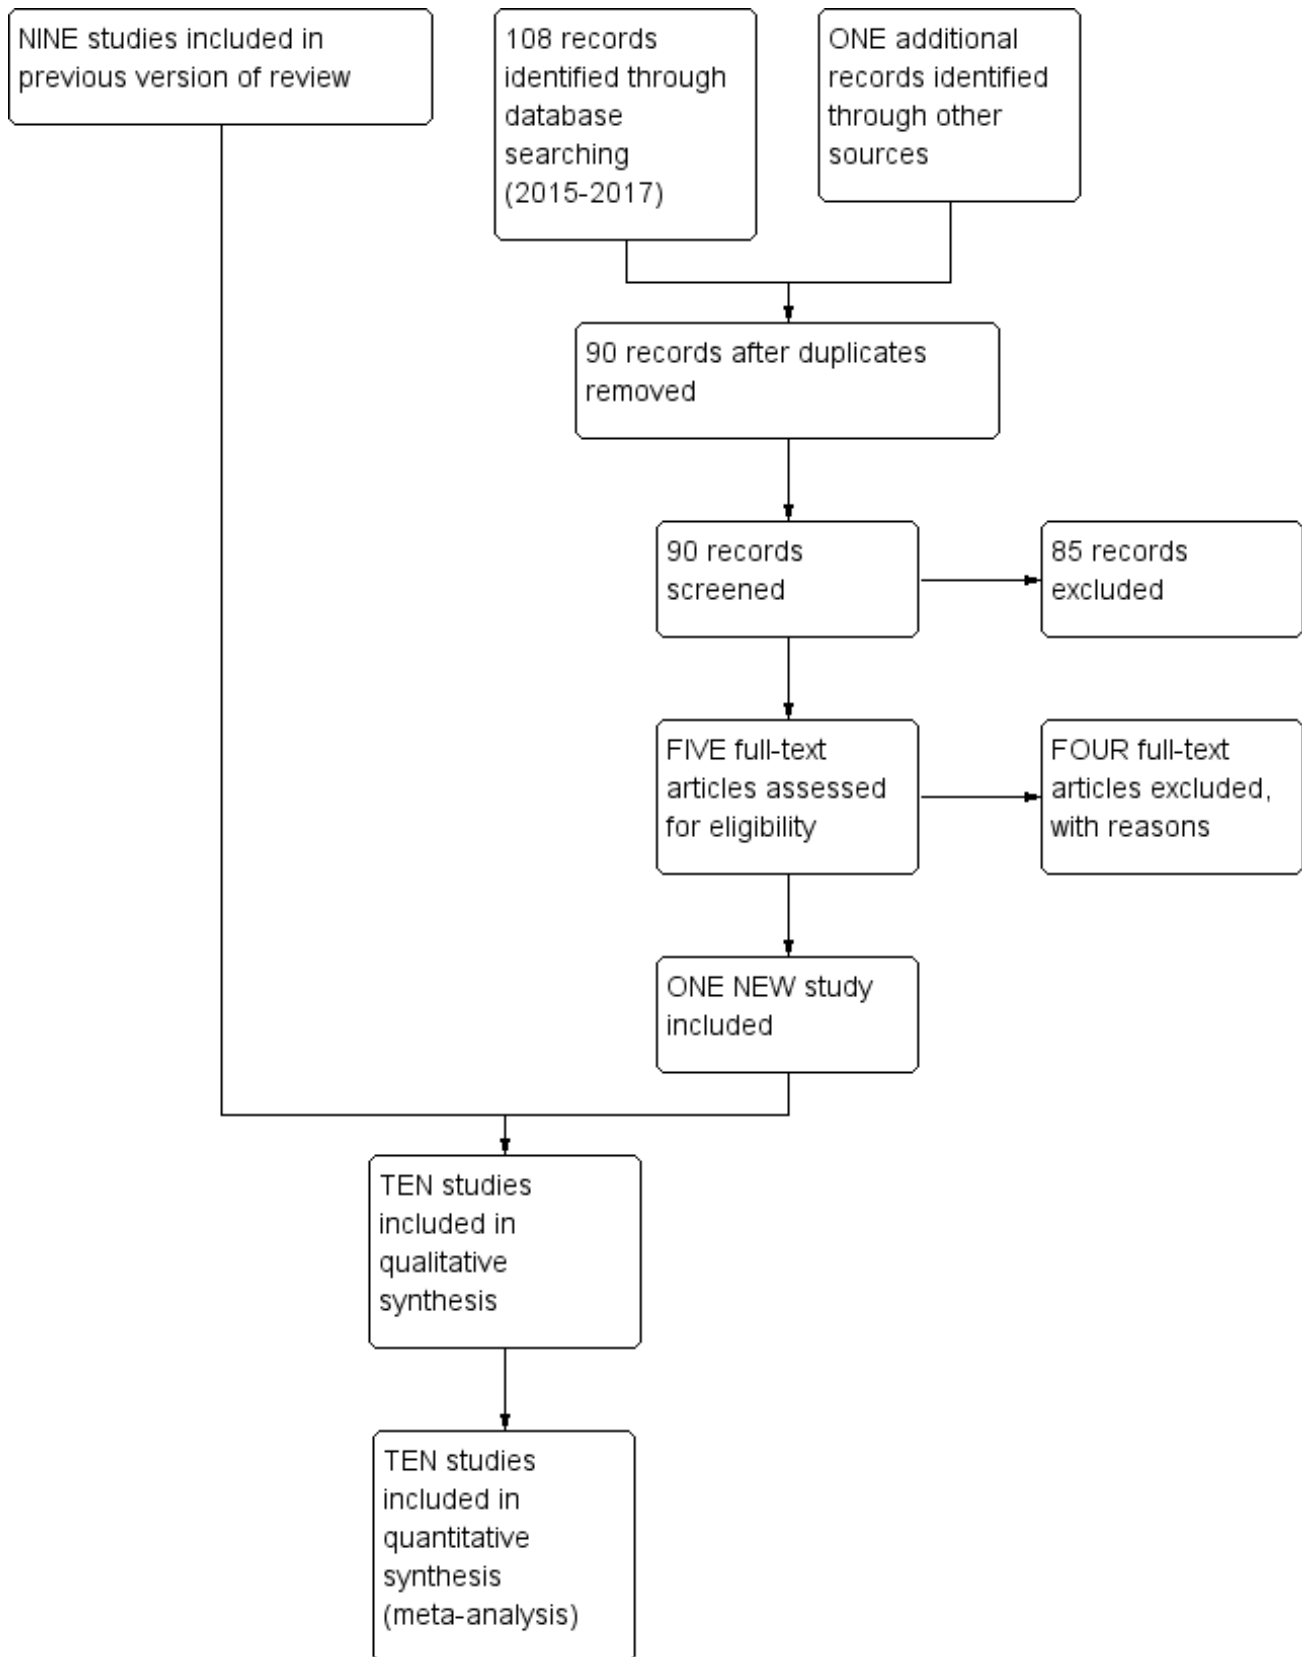 NINE studies included in
previous version of review
108 records
identified through
database
searching
(2015-2017)
ONE additional
records identified
through other
sources
90 records after duplicates
removed
90 records
screened
85 records
excluded
FIVE full-text
articles assessed
for eligibility
FOUR full-text
articles excluded,
with reasons
ONE NEW study
included
TEN studies
included in
qualitative
synthesis
TEN studies
included in
quantitative
synthesis
(meta-analysis)